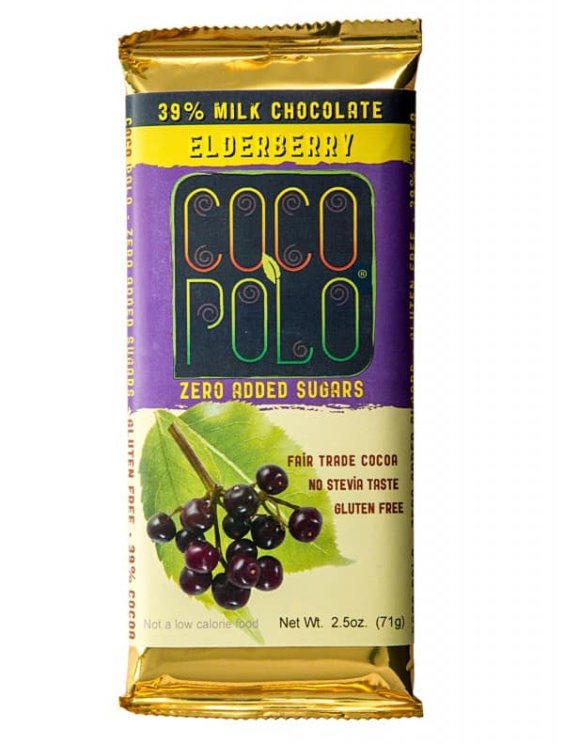 39% MILK CHOCOLATE
ELDERBERRY
COCO
POLO®
ZERO ADDED SUGARS
FAIR TRADE COCOA
NO STEVIA TASTE
GLUTEN FREE
Not a low calorie food
Net Wt. 2.5oz. (71g)
COCO POLO · ZERO ADDED SUGARS · GLUTEN FREE · 39% COCOA